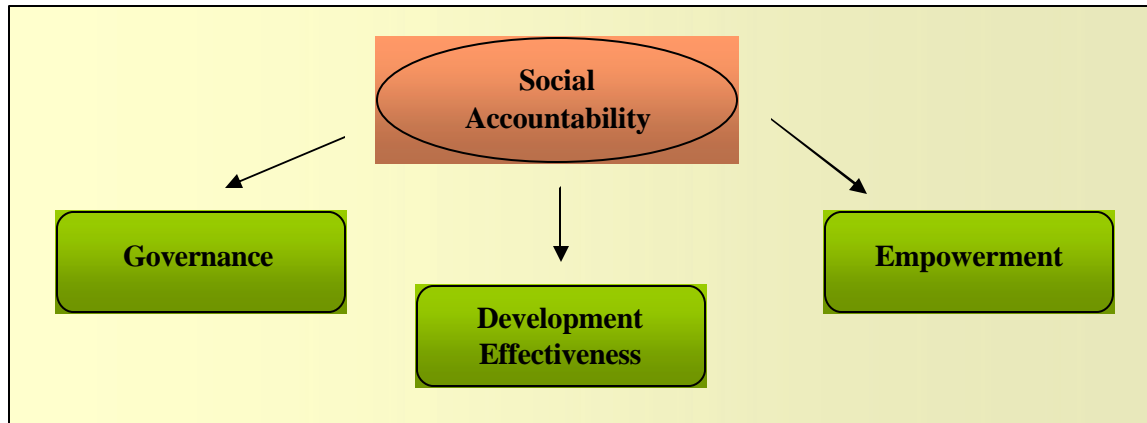 Social
Accountability
Governance
Empowerment
Development
Effectiveness